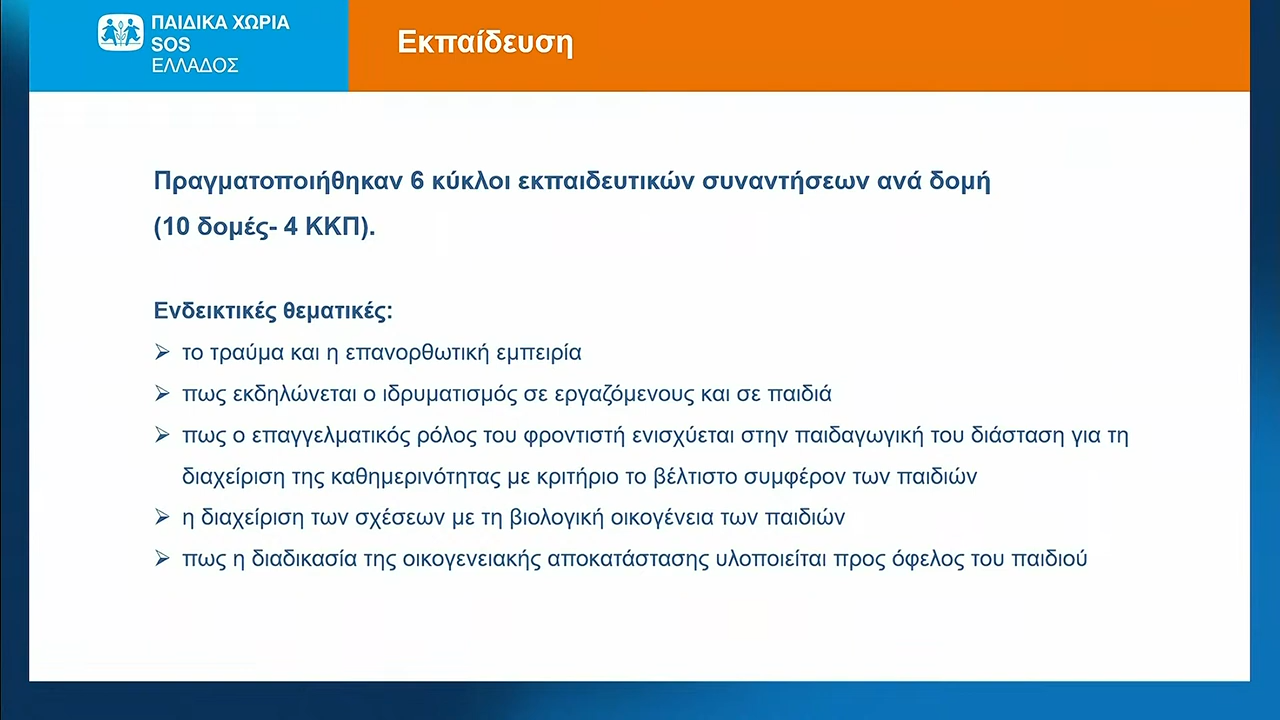 ΠΑΙΔΙΚΑ ΧΩΡΙΑ
SOS
ΕΛΛΑΔΟΣ
Εκπαίδευση
Πραγματοποιήθηκαν 6 κύκλοι εκπαιδευτικών συναντήσεων ανά δομή
(10 δομές- 4 ΚΚΠ).
Ενδεικτικές θεματικές:
➢ το τραύμα και η επανορθωτική εμπειρία
➢ πως εκδηλώνεται ο ιδρυματισμός σε εργαζόμενους και σε παιδιά
➢ πως ο επαγγελματικός ρόλος του φροντιστή ενισχύεται στην παιδαγωγική του διάσταση για τη
διαχείριση της καθημερινότητας με κριτήριο το βέλτιστο συμφέρον των παιδιών
➢ η διαχείριση των σχέσεων με τη βιολογική οικογένεια των παιδιών
➢ πως η διαδικασία της οικογενειακής αποκατάστασης υλοποιείται προς όφελος του παιδιού